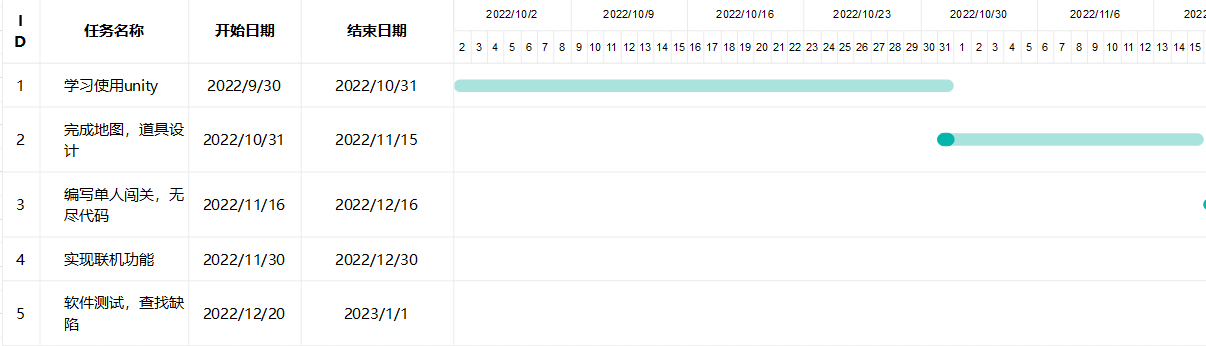 ID 任务名称 开始日期 结束日期 2022/10/2 2022/10/9 2022/10/16 2022/10/23 2022/10/30 2022/11/6 202
2 3 4 5 6 7 8 9 10 11 12 13 14 15 16 17 18 19 20 21 22 23 24 25 26 27 28 29 30 31 1 2 3 4 5 6 7 8 9 10 11 12 13 14 15
1 学习使用unity 2022/9/30 2022/10/31
2 完成地图，道具设
计 2022/10/31 2022/11/15
3 编写单人闯关，无
尽代码 2022/11/16 2022/12/16
4 实现联机功能 2022/11/30 2022/12/30
5 软件测试，查找缺
陷 2022/12/20 2023/1/1